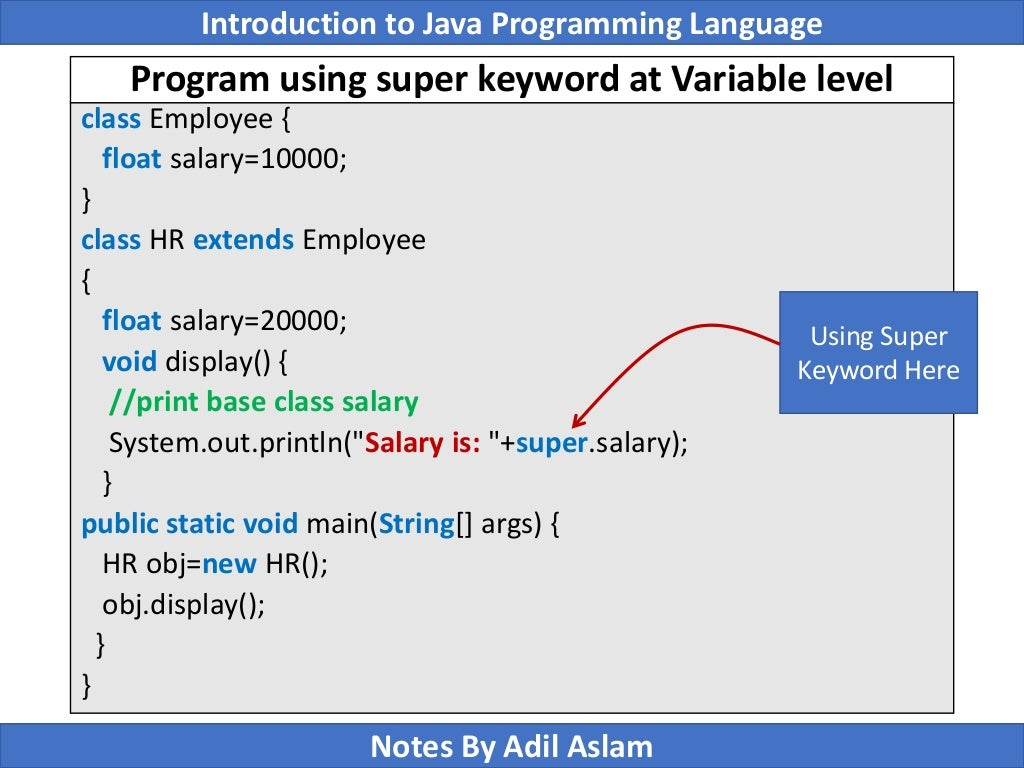 Introduction to Java Programming Language
Program using super keyword at Variable level
class Employee {
float salary=10000;
}
class HR extends Employee
{
float salary=20000;
void display() {
//print base class salary
System.out.println("Salary is: "+super.salary);
}
public static void main(String[] args) {
HR obj=new HR();
obj.display();
}
}
Using Super
Keyword Here
Notes By Adil Aslam